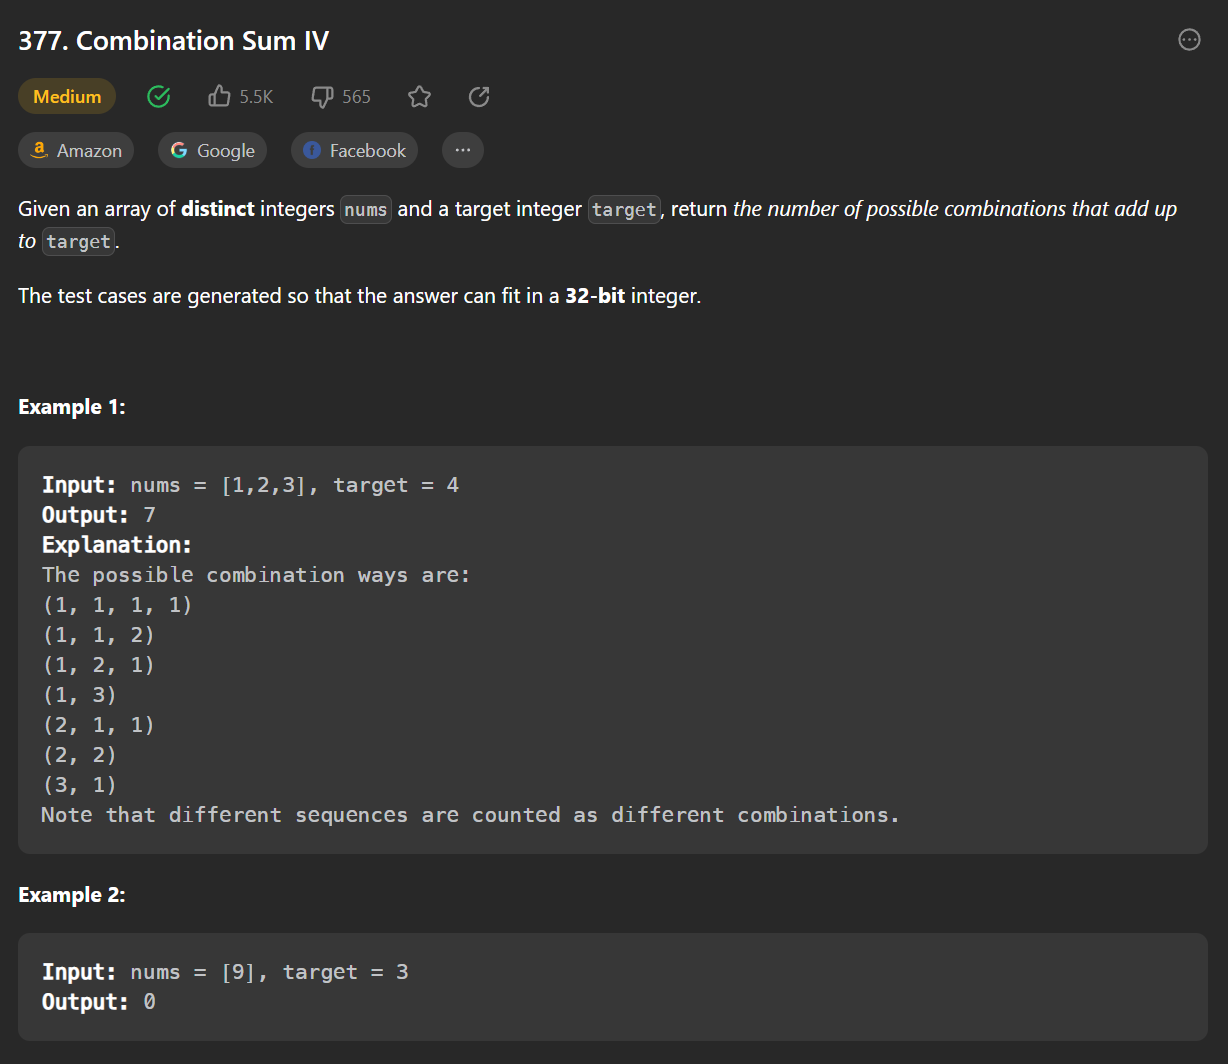 377. Combination Sum IV
Medium 5.5K 565
Amazon Google Facebook ...
Given an array of distinct integers nums and a target integer target, return the number of possible combinations that add up
to target.
The test cases are generated so that the answer can fit in a 32-bit integer.
Example 1:
Input: nums = [1,2,3], target = 4
Output: 7
Explanation:
The possible combination ways are:
(1, 1, 1, 1)
(1, 1, 2)
(1, 2, 1)
(1, 3)
(2, 1, 1)
(2, 2)
(3, 1)
Note that different sequences are counted as different combinations.
Example 2:
Input: nums = [9], target = 3
Output: 0